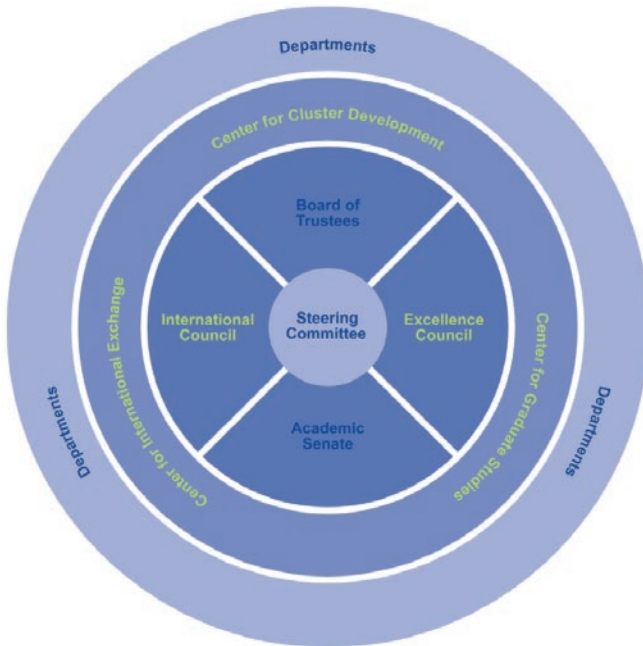 Departments
Center for Cluster Development
Board of
Trustees
International
Council
Steering
Committee
Excellence
Council
Academic
Senate
Center for International Exchange
Center for Graduate Studies
Departments
Departments